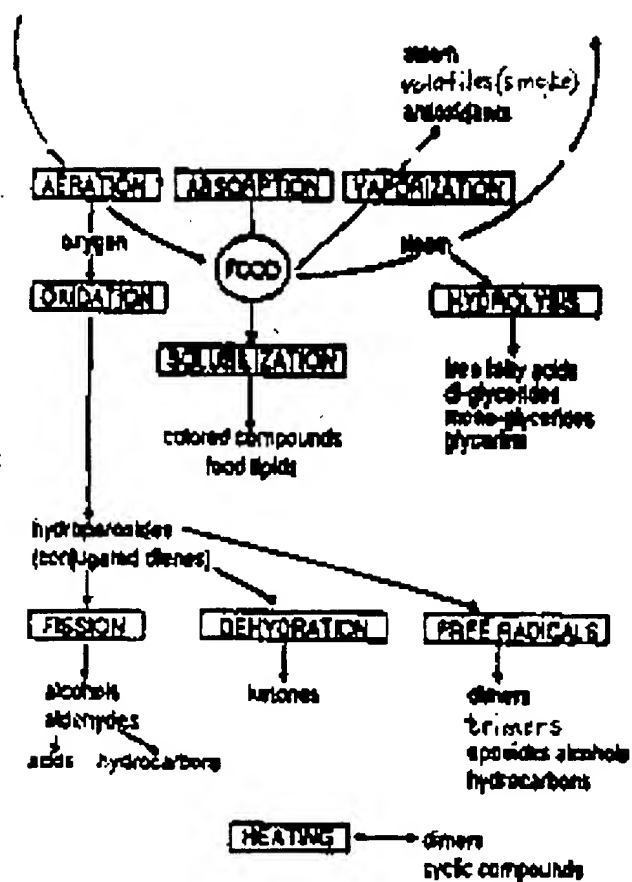 steam
volatiles (smoke)
antioxidants
AERATION
ABSORPTION
VAPORIZATION
oxygen
FOOD
steam
OXIDATION
HYDROLYSIS
SOLUBILIZATION
free fatty acids
di-glycerides
mono-glycerides
glycerine
colored compounds
food lipids
hydroperoxides
(conjugated dienes)
FISSION
DEHYDRATION
FREE RADICALS
alcohols
aldehydes
ketones
dimers
trimers
epoxides alcohols
hydrocarbons
acids
hydrocarbons
HEATING
dimers
cyclic compounds